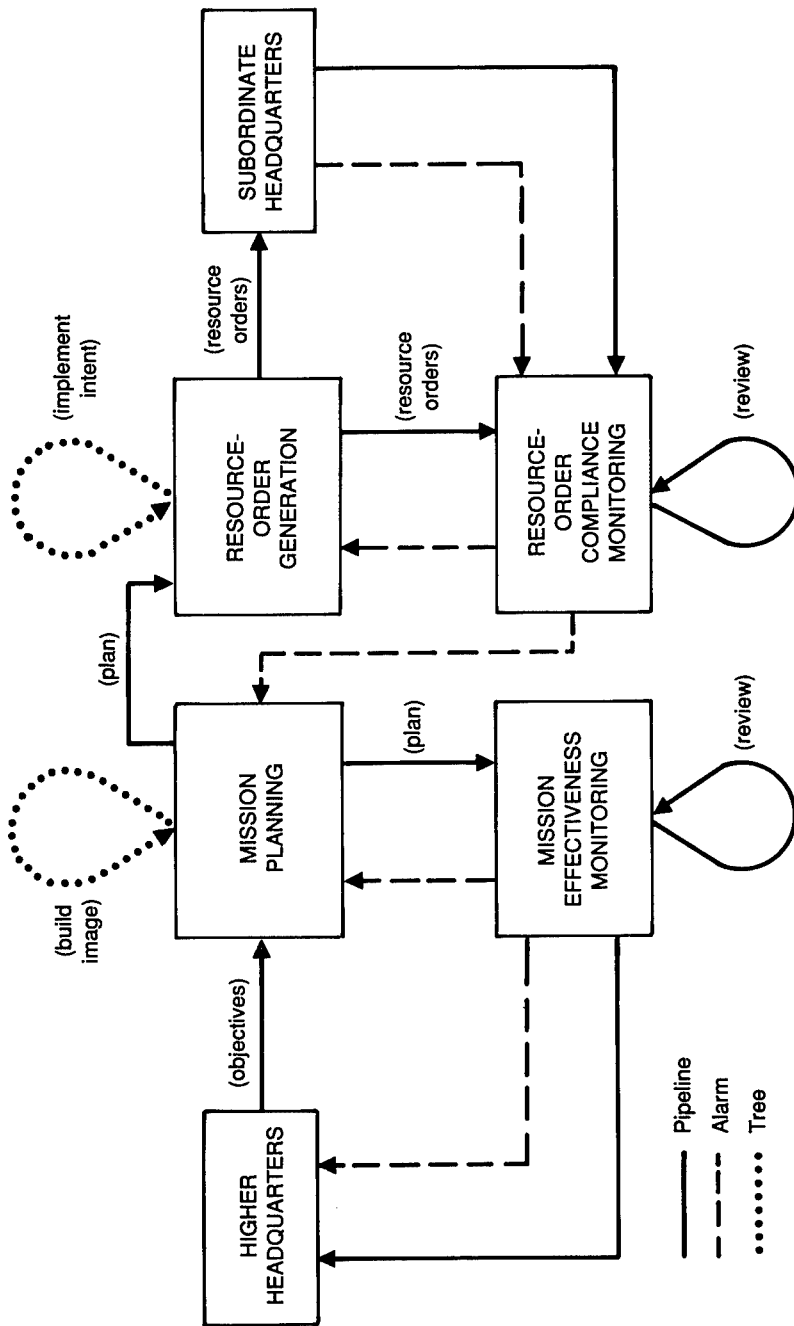 (build
image)
(plan)
(implement
intent)
HIGHER
HEADQUARTERS
(objectives)
MISSION
PLANNING
RESOURCE-
ORDER
GENERATION
(resource
orders)
SUBORDINATE
HEADQUARTERS
(plan)
(resource
orders)
MISSION
EFFECTIVENESS
MONITORING
RESOURCE-
ORDER
COMPLIANCE
MONITORING
(review)
(review)
Pipeline
Alarm
Tree